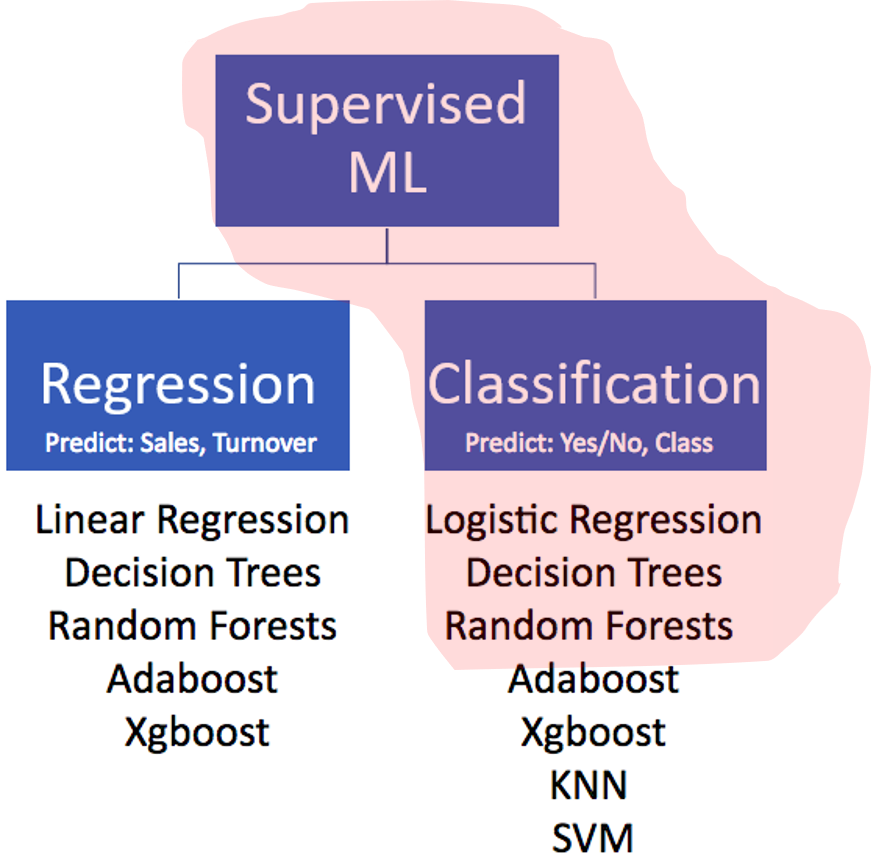 Supervised
ML
Regression
Predict: Sales, Turnover
Linear Regression
Decision Trees
Random Forests
Adaboost
Xgboost
Classification
Predict: Yes/No, Class
Logistic Regression
Decision Trees
Random Forests
Adaboost
Xgboost
KNN
SVM